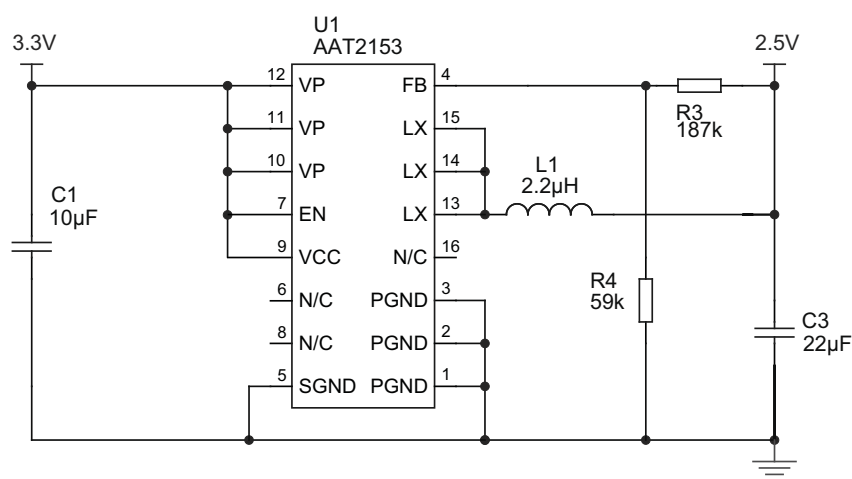 U1
AAT2153
3.3V
2.5V
12 VP FB 4
R3
187k
11 VP LX 15
10 VP LX 14
L1
2.2µH
C1
10µF
7 EN LX 13
9 VCC N/C 16
R4
59k
6 N/C PGND 3
C3
22µF
8 N/C PGND 2
5 SGND PGND 1